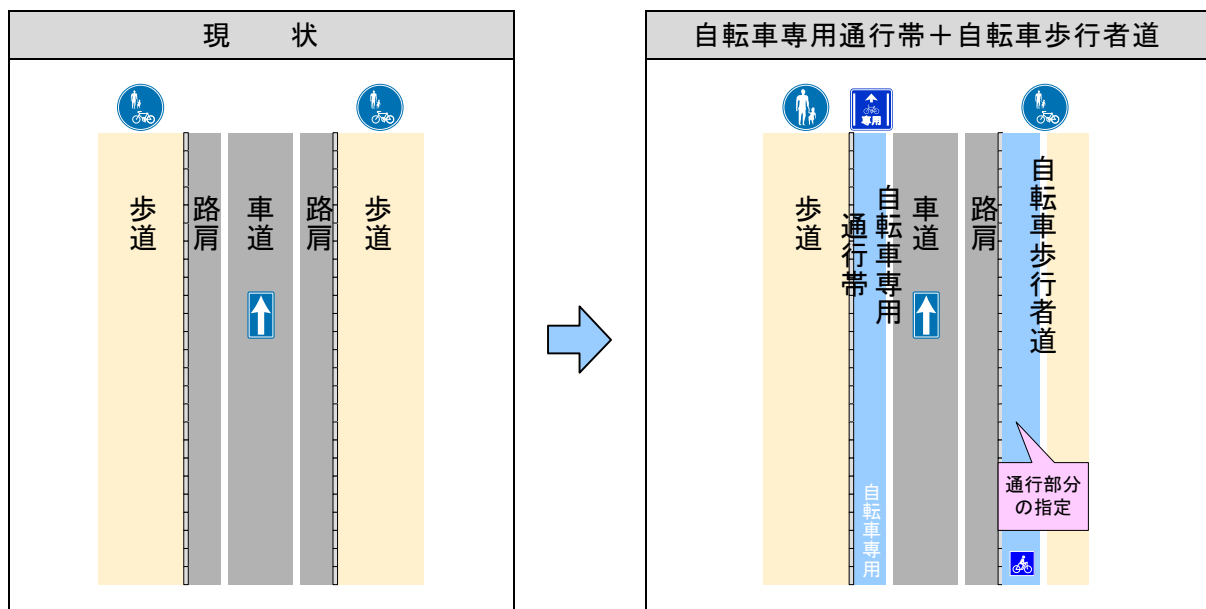 現状
歩道
路肩
車道
路肩
歩道
自転車専用通行帯＋自転車歩行者道
専用
歩道
自転車専用
通行帯
車道
路肩
自転車歩行者道
自転車専用
通行部分
の指定